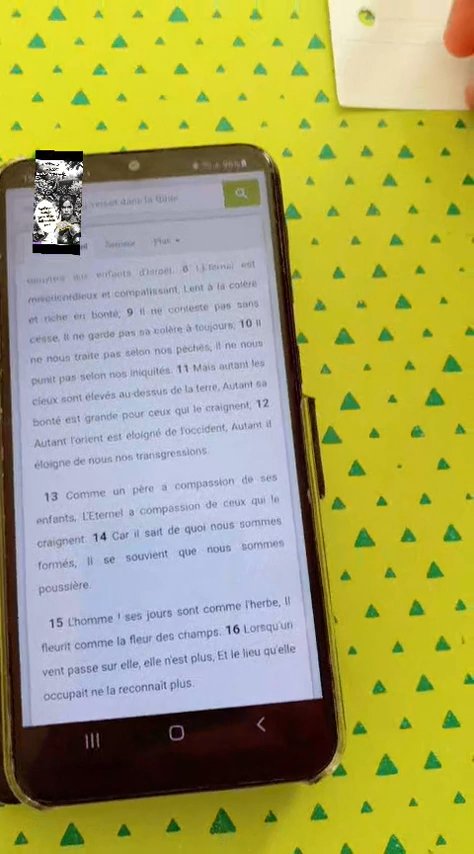 versets dans la Bible
Plus
enfants d'Israël. 8 L'Eternel est
miséricordieux et compatissant, Lent à la colère
et riche en bonté; 9 Il ne conteste pas sans
cesse, Il ne garde pas sa colère à toujours; 10 Il
ne nous traite pas selon nos péchés, Il ne nous
punit pas selon nos iniquités. 11 Mais autant les
cieux sont élevés au-dessus de la terre, Autant sa
bonté est grande pour ceux qui le craignent; 12
Autant l'orient est éloigné de l'occident, Autant il
éloigne de nous nos transgressions.
13 Comme un père a compassion de ses
enfants, L'Eternel a compassion de ceux qui le
craignent. 14 Car il sait de quoi nous sommes
formés, Il se souvient que nous sommes
poussière.
15 L'homme ! ses jours sont comme l'herbe, Il
fleurit comme la fleur des champs. 16 Lorsqu'un
vent passe sur elle, elle n'est plus, Et le lieu qu'elle
occupait ne la reconnaît plus.